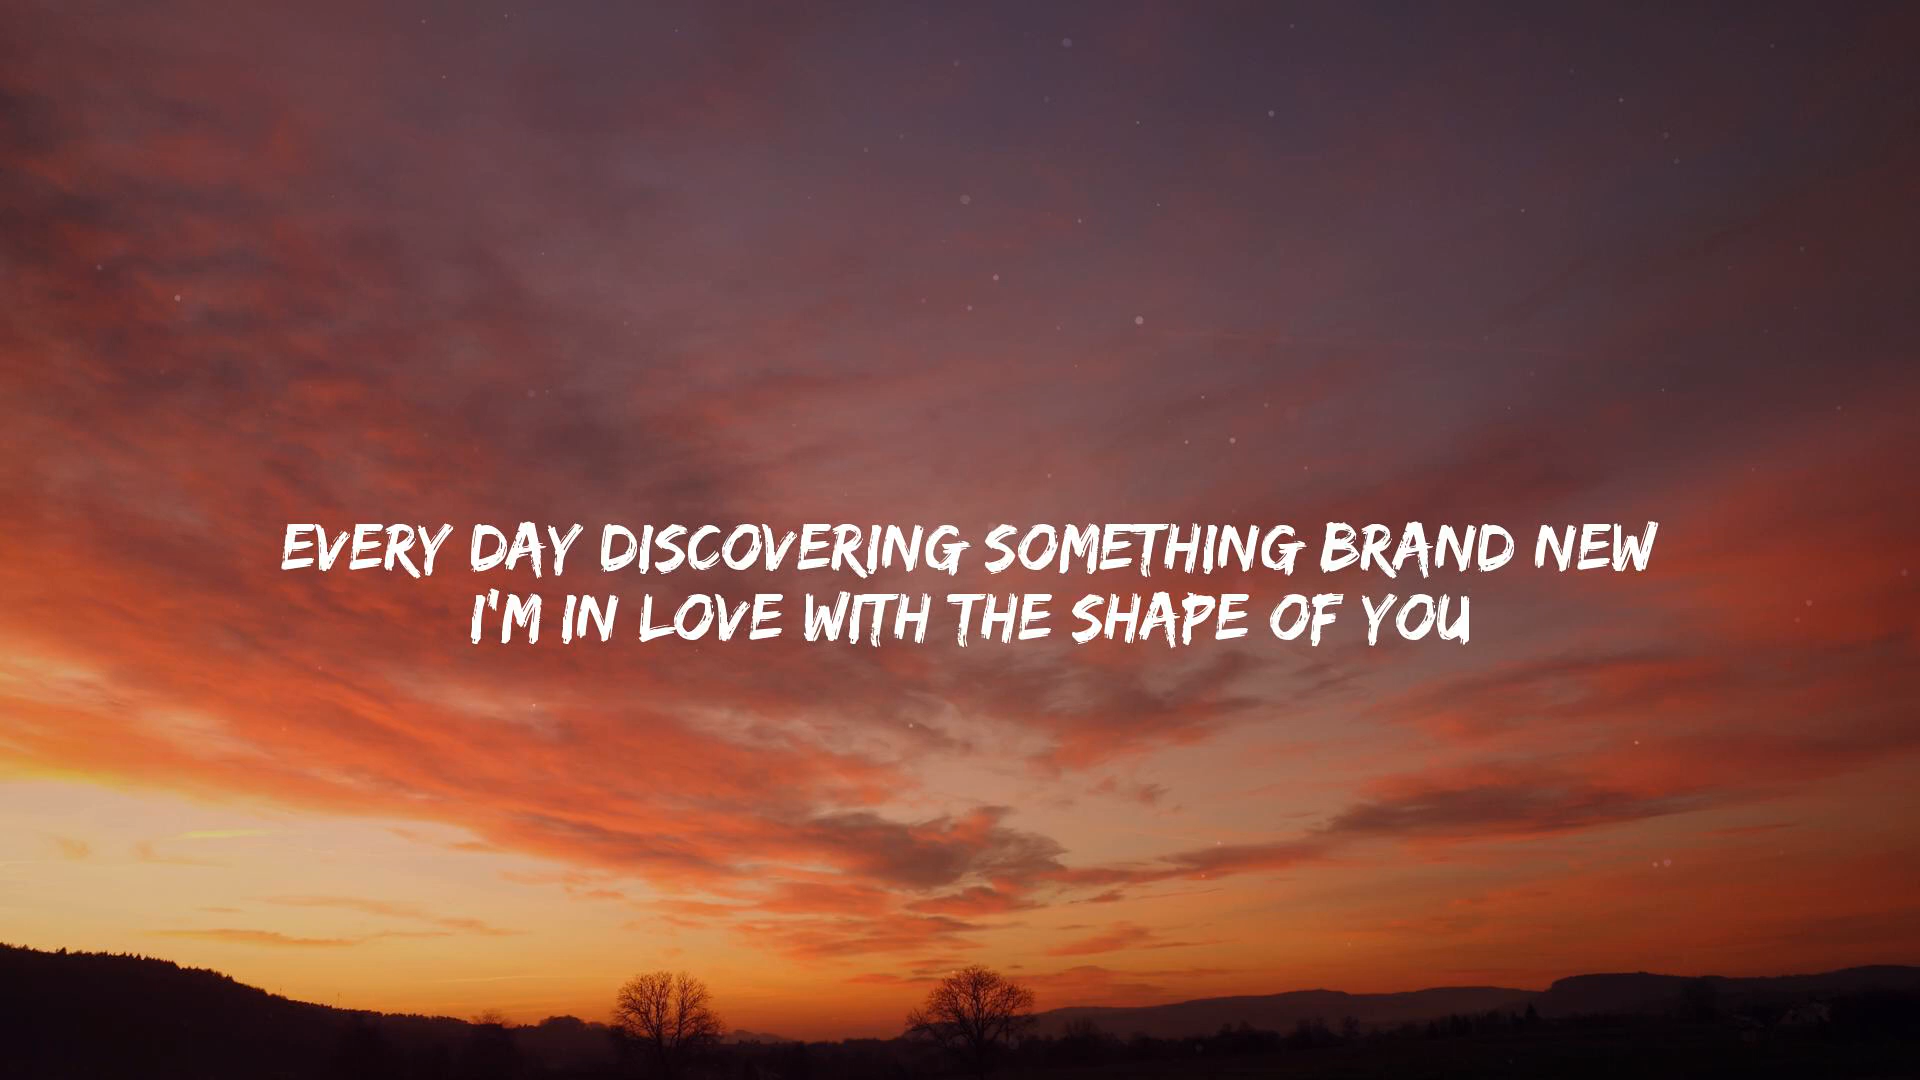 EVERY DAY DISCOVERING SOMETHING BRAND NEW
I'M IN LOVE WITH THE SHAPE OF YOU